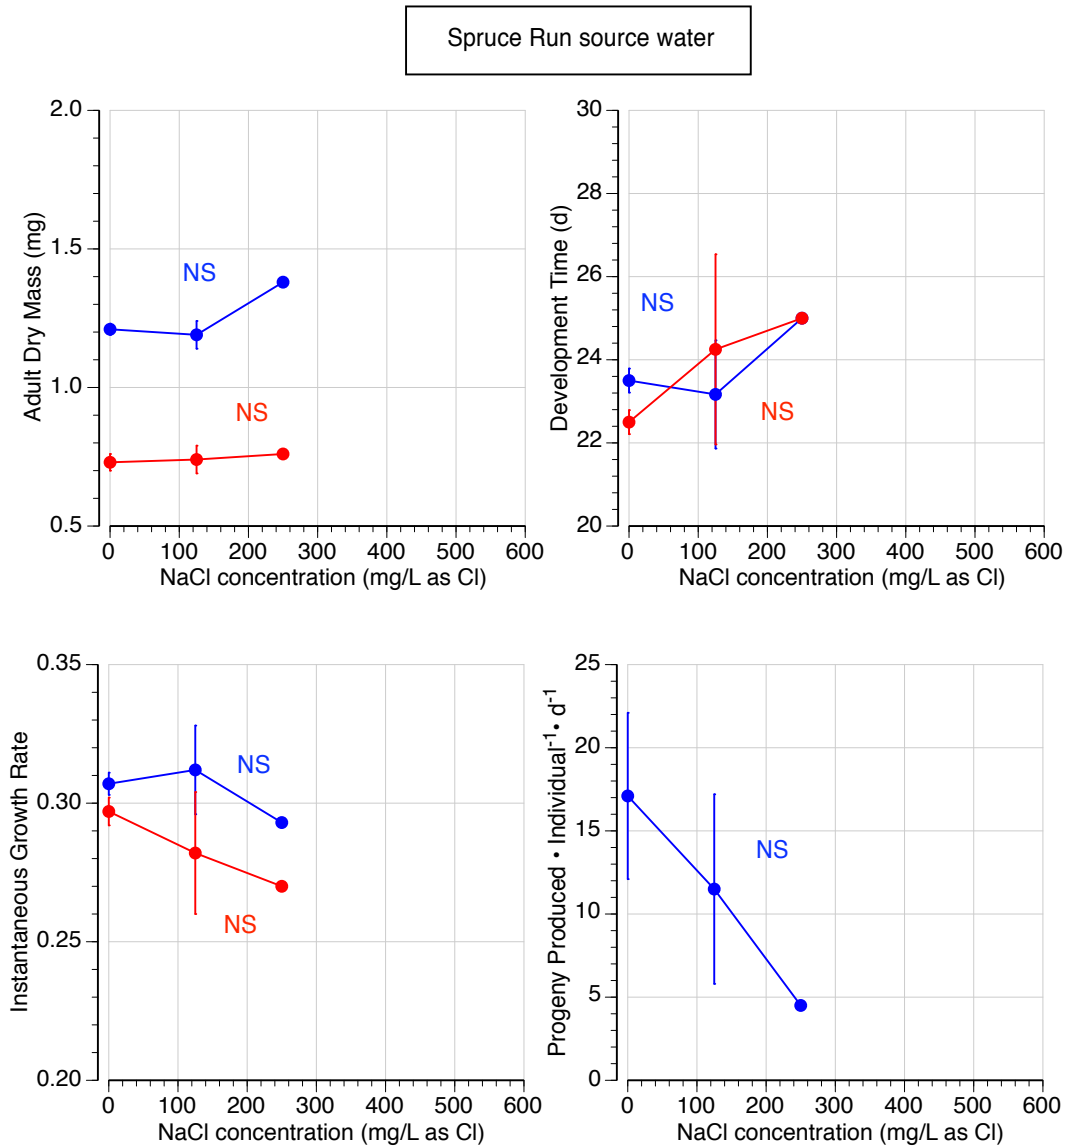 Spruce Run source water
2.0
1.5
1.0
0.5
Adult Dry Mass (mg)
NS
NS
0 100 200 300 400 500 600
NaCl concentration (mg/L as Cl)
30
28
26
24
22
20
Development Time (d)
NS
NS
0 100 200 300 400 500 600
NaCl concentration (mg/L as Cl)
0.35
0.30
0.25
0.20
Instantaneous Growth Rate
NS
NS
0 100 200 300 400 500 600
NaCl concentration (mg/L as Cl)
25
20
15
10
5
0
Progeny Produced • Individual⁻¹• d⁻¹
NS
0 100 200 300 400 500 600
NaCl concentration (mg/L as Cl)